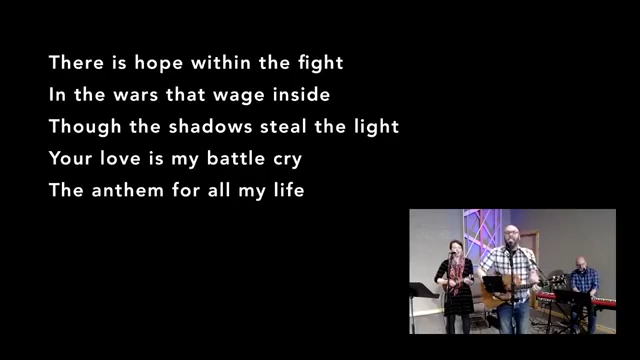 There is hope within the fight
In the wars that wage inside
Though the shadows steal the light
Your love is my battle cry
The anthem for all my life